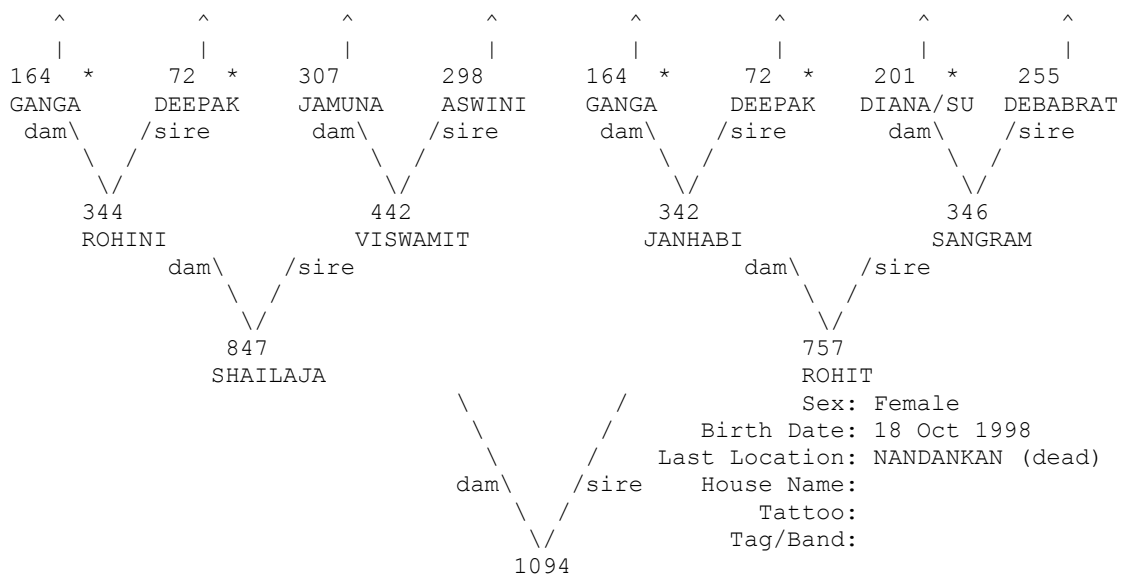 ^ ^ ^ ^ ^ ^ ^ ^
| | | | | | | |
164 * 72 * 307 298 164 * 72 * 201 * 255
GANGA DEEPAK JAMUNA ASWINI GANGA DEEPAK DIANA/SU DEBABRAT
dam\ /sire dam\ /sire dam\ /sire dam\ /sire
\ / \ / \ / \ /
\/ \/ \/ \/
344 442 342 346
ROHINI VISWAMIT JANHABI SANGRAM
dam\ /sire dam\ /sire
\ / \ /
\/ \/
847 757
SHAILAJA ROHIT
\ / Sex: Female
\ / Birth Date: 18 Oct 1998
\ / Last Location: NANDANKAN (dead)
dam\ /sire House Name:
\ / Tattoo:
\/ Tag/Band:
1094